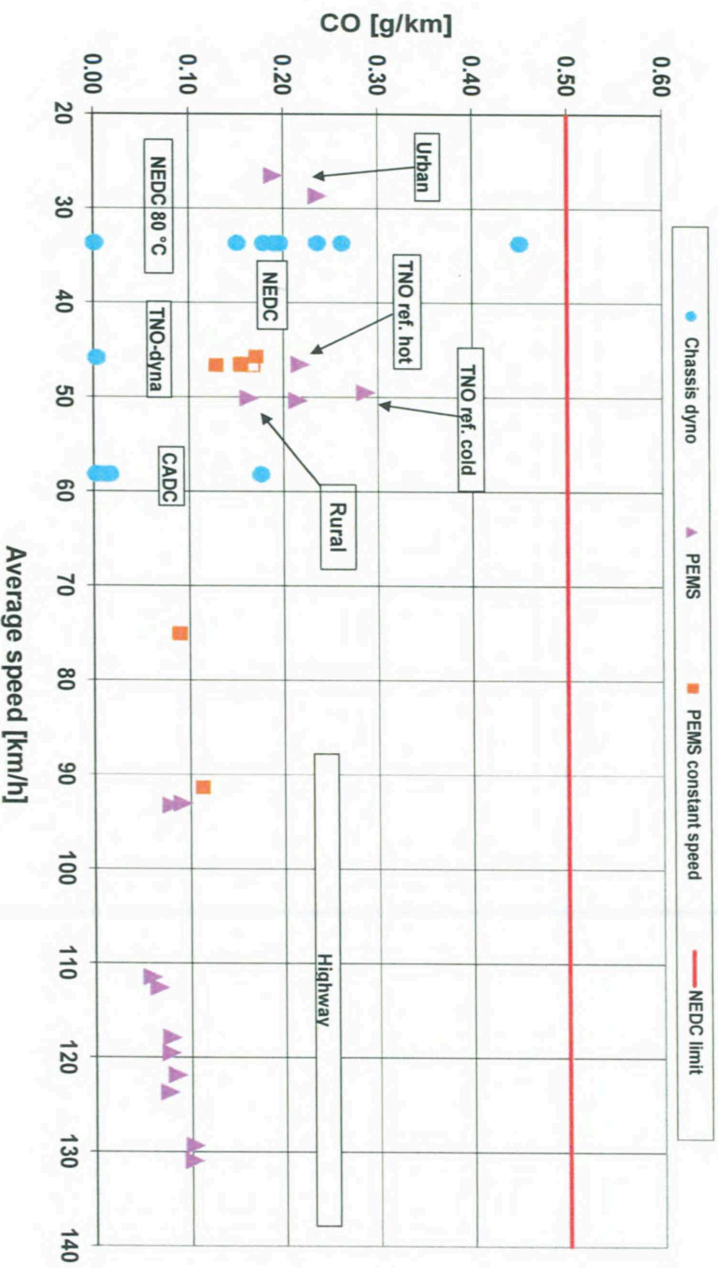 Chassis dyno
PEMS
PEMS constant speed
NEDC limit
CO [g/km]
0.60
0.50
0.40
0.30
0.20
0.10
0.00
Urban
TNO ref. hot
TNO ref. cold
Rural
NEDC
NEDC 80 °C
TNO-dyna
CADC
Highway
20
30
40
50
60
70
80
90
100
110
120
130
140
Average speed [km/h]